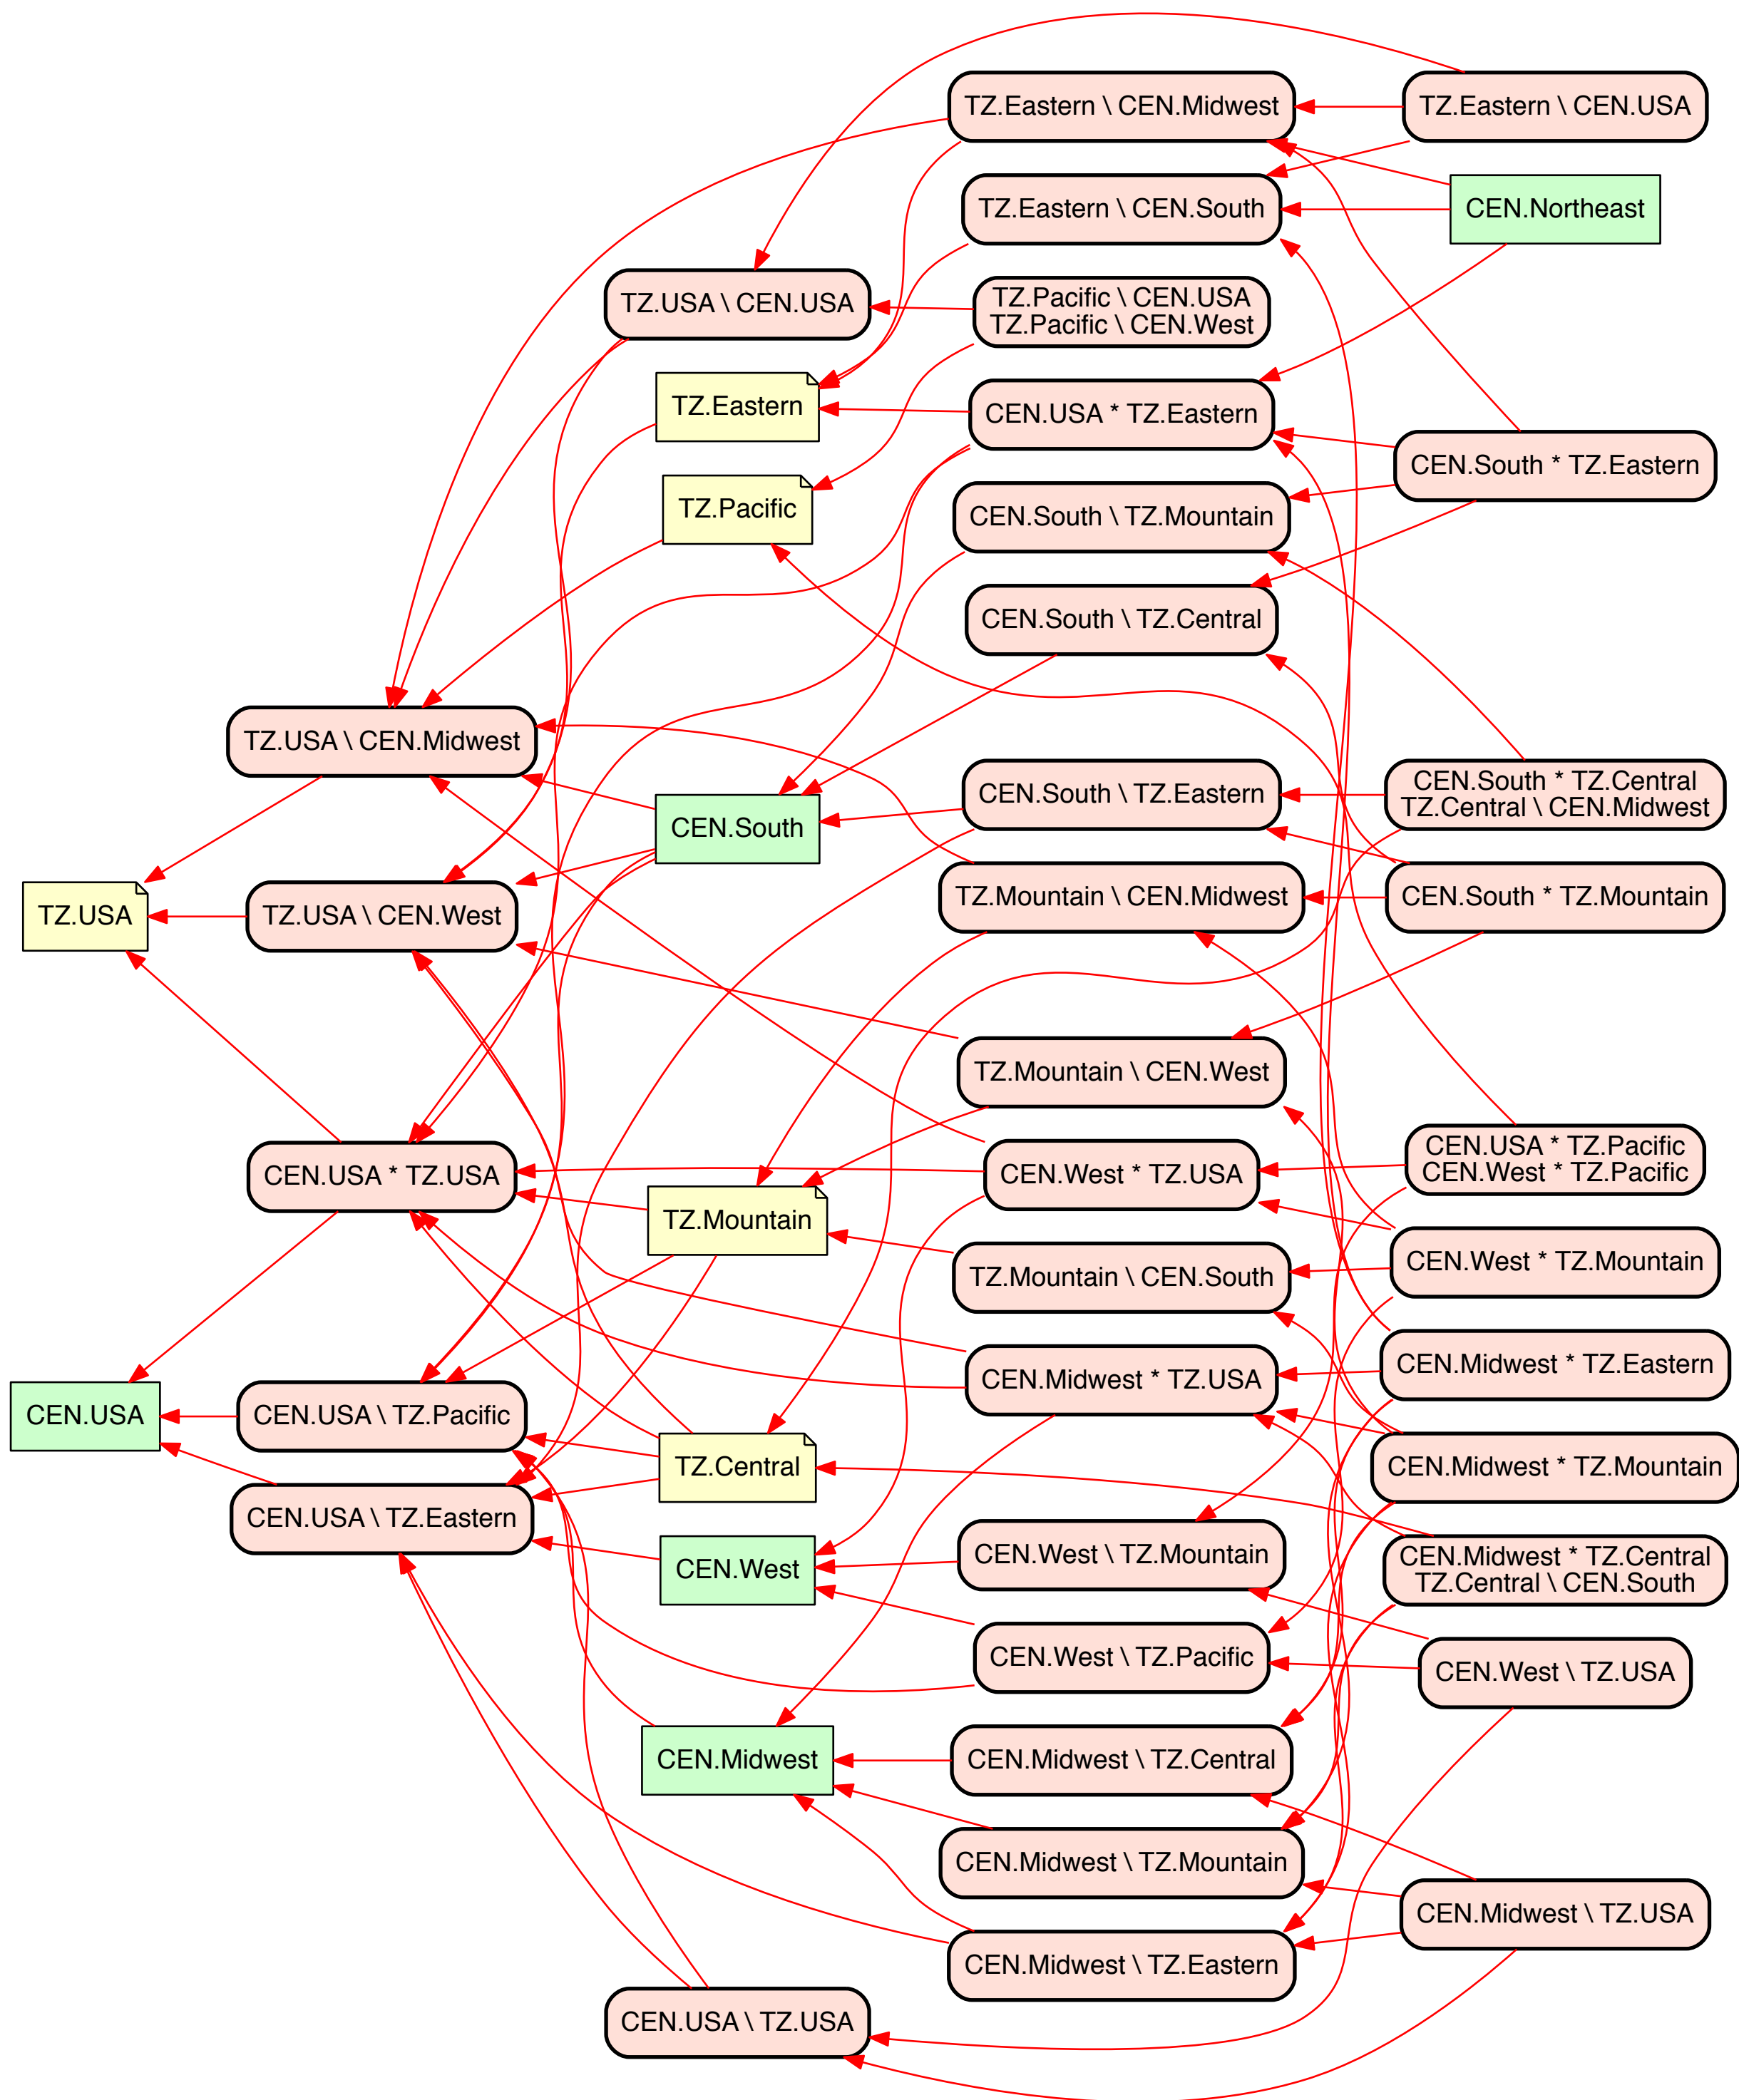 TZ.Eastern \ CEN.Midwest
TZ.Eastern \ CEN.USA
TZ.Eastern \ CEN.South
CEN.Northeast
TZ.USA \ CEN.USA
TZ.Pacific \ CEN.USA
TZ.Pacific \ CEN.West
TZ.Eastern
CEN.USA * TZ.Eastern
CEN.South * TZ.Eastern
TZ.Pacific
CEN.South \ TZ.Mountain
CEN.South \ TZ.Central
TZ.USA \ CEN.Midwest
CEN.South
CEN.South \ TZ.Eastern
CEN.South * TZ.Central
TZ.Central \ CEN.Midwest
TZ.USA
TZ.USA \ CEN.West
TZ.Mountain \ CEN.Midwest
CEN.South * TZ.Mountain
TZ.Mountain \ CEN.West
CEN.USA * TZ.USA
CEN.West * TZ.USA
CEN.USA * TZ.Pacific
CEN.West * TZ.Pacific
TZ.Mountain
TZ.Mountain \ CEN.South
CEN.West * TZ.Mountain
CEN.Midwest * TZ.USA
CEN.Midwest * TZ.Eastern
CEN.USA
CEN.USA \ TZ.Pacific
TZ.Central
CEN.Midwest * TZ.Mountain
CEN.USA \ TZ.Eastern
CEN.West
CEN.West \ TZ.Mountain
CEN.Midwest * TZ.Central
TZ.Central \ CEN.South
CEN.West \ TZ.Pacific
CEN.West \ TZ.USA
CEN.Midwest
CEN.Midwest \ TZ.Central
CEN.Midwest \ TZ.Mountain
CEN.Midwest \ TZ.USA
CEN.Midwest \ TZ.Eastern
CEN.USA \ TZ.USA